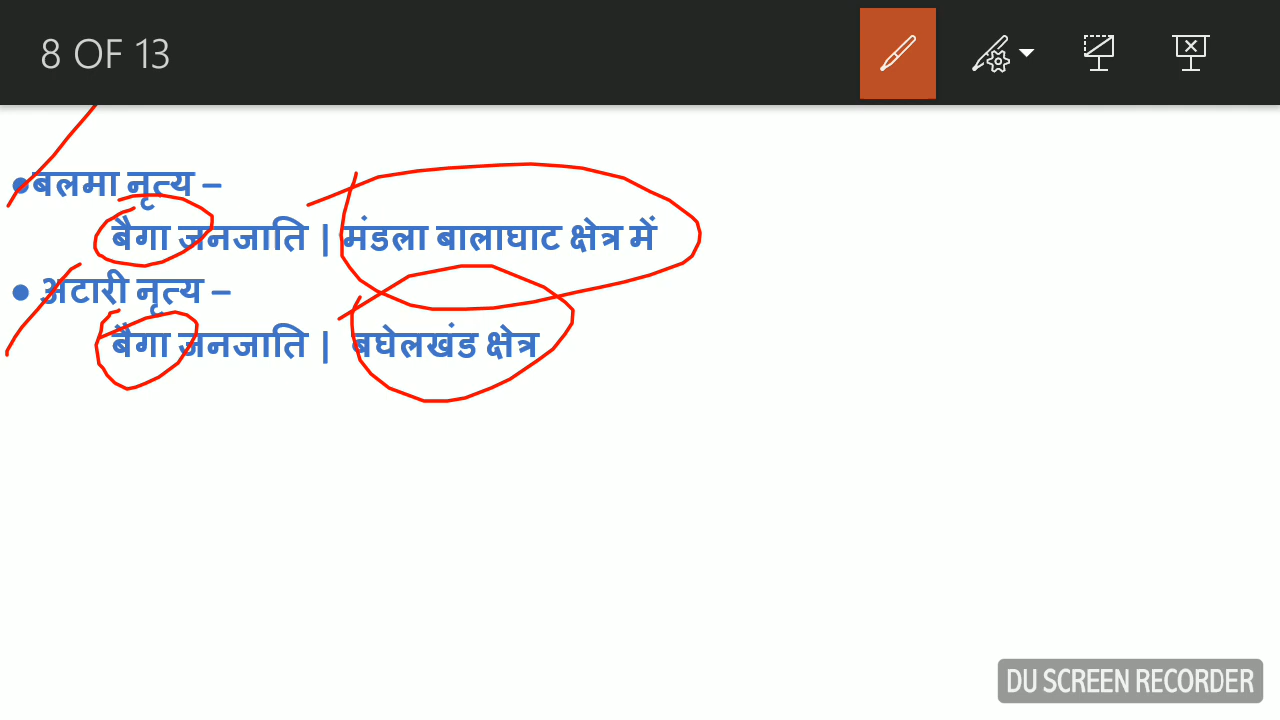 8 OF 13
●बलमा नृत्य –
बैगा जनजाति | मंडला बालाघाट क्षेत्र में
● अटारी नृत्य –
बैगा जनजाति | बघेलखंड क्षेत्र
DU SCREEN RECORDER